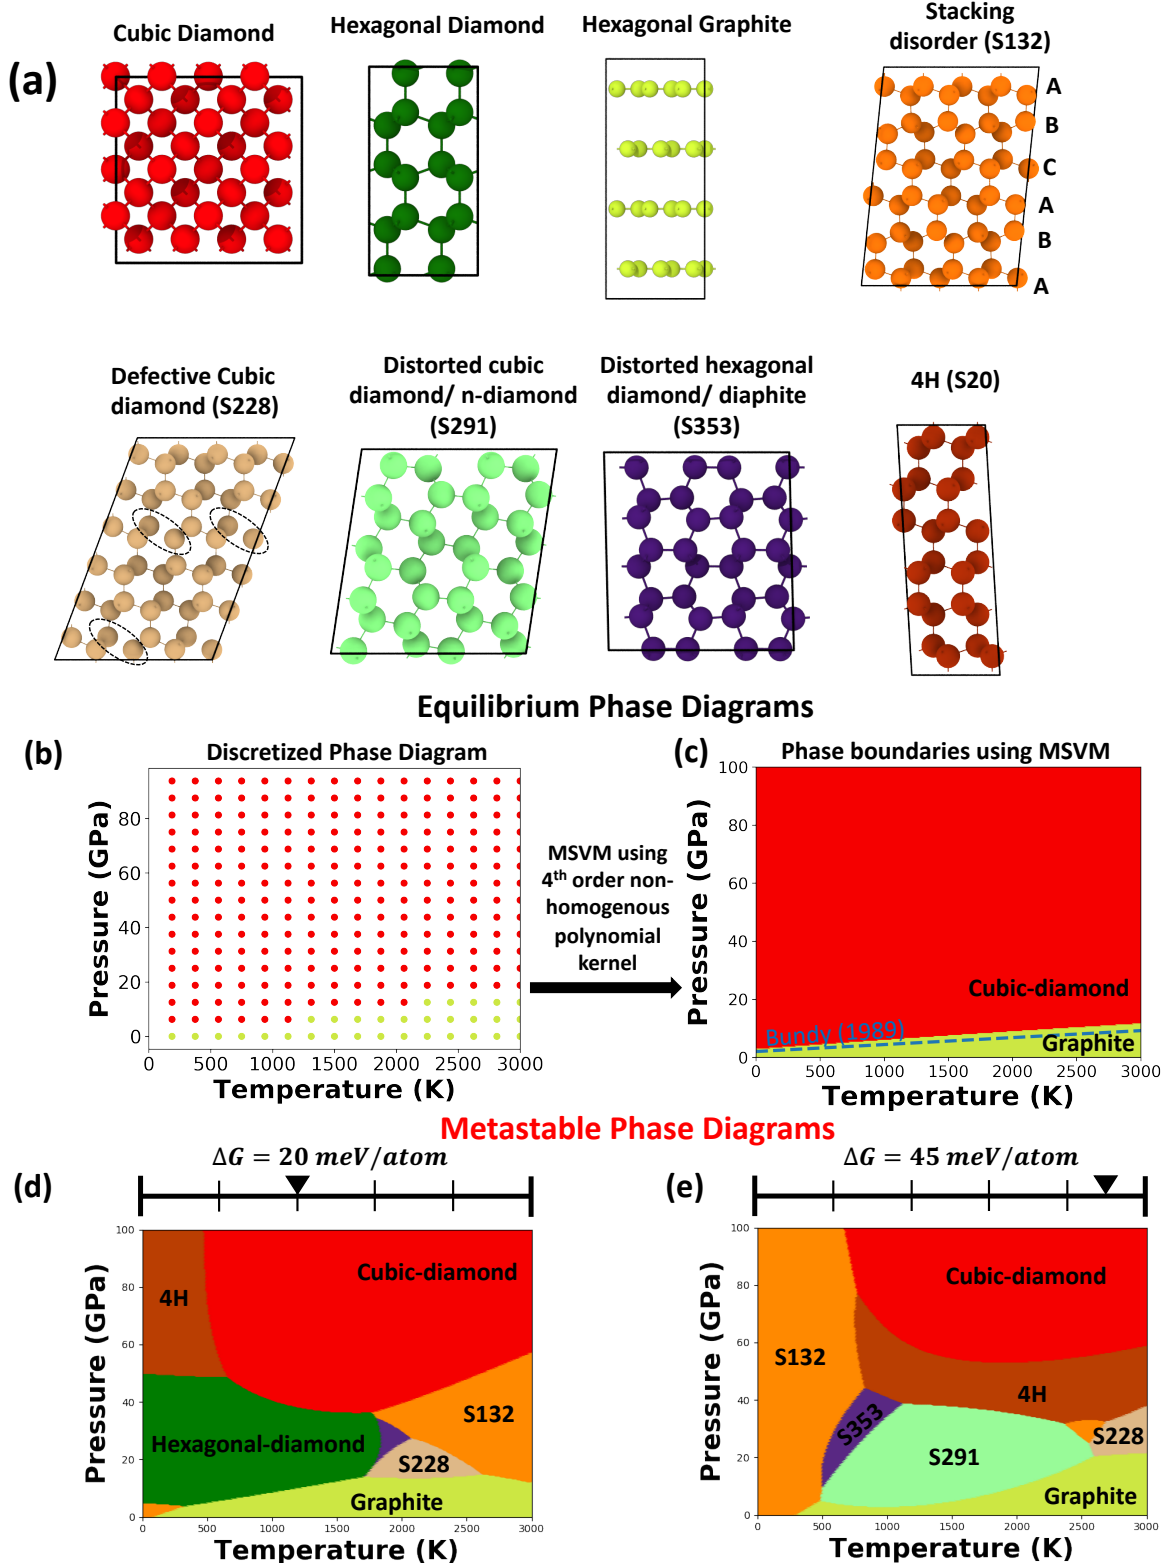 (a)
Cubic Diamond
Hexagonal Diamond
Hexagonal Graphite
Stacking
disorder (S132)
A
B
C
A
B
A
Defective Cubic
diamond (S228)
Distorted cubic
diamond/ n-diamond
(S291)
Distorted hexagonal
diamond/ diaphite
(S353)
4H (S20)
Equilibrium Phase Diagrams
(b)
Discretized Phase Diagram
Pressure (GPa)
80
60
40
20
0
0 500 1000 1500 2000 2500 3000
Temperature (K)
MSVM using
4th order non-
homogenous
polynomial
kernel
(c)
Phase boundaries using MSVM
Pressure (GPa)
100
80
60
40
20
0
Cubic-diamond
Bundy (1989)
Graphite
0 500 1000 1500 2000 2500 3000
Temperature (K)
Metastable Phase Diagrams
(d)
ΔG = 20 meV/atom
Pressure (GPa)
100
80
60
40
20
0
4H
Cubic-diamond
S132
Hexagonal-diamond
S228
Graphite
0 500 1000 1500 2000 2500 3000
Temperature (K)
(e)
ΔG = 45 meV/atom
Pressure (GPa)
100
80
60
40
20
0
Cubic-diamond
S132
4H
S353
S228
S291
Graphite
0 500 1000 1500 2000 2500 3000
Temperature (K)